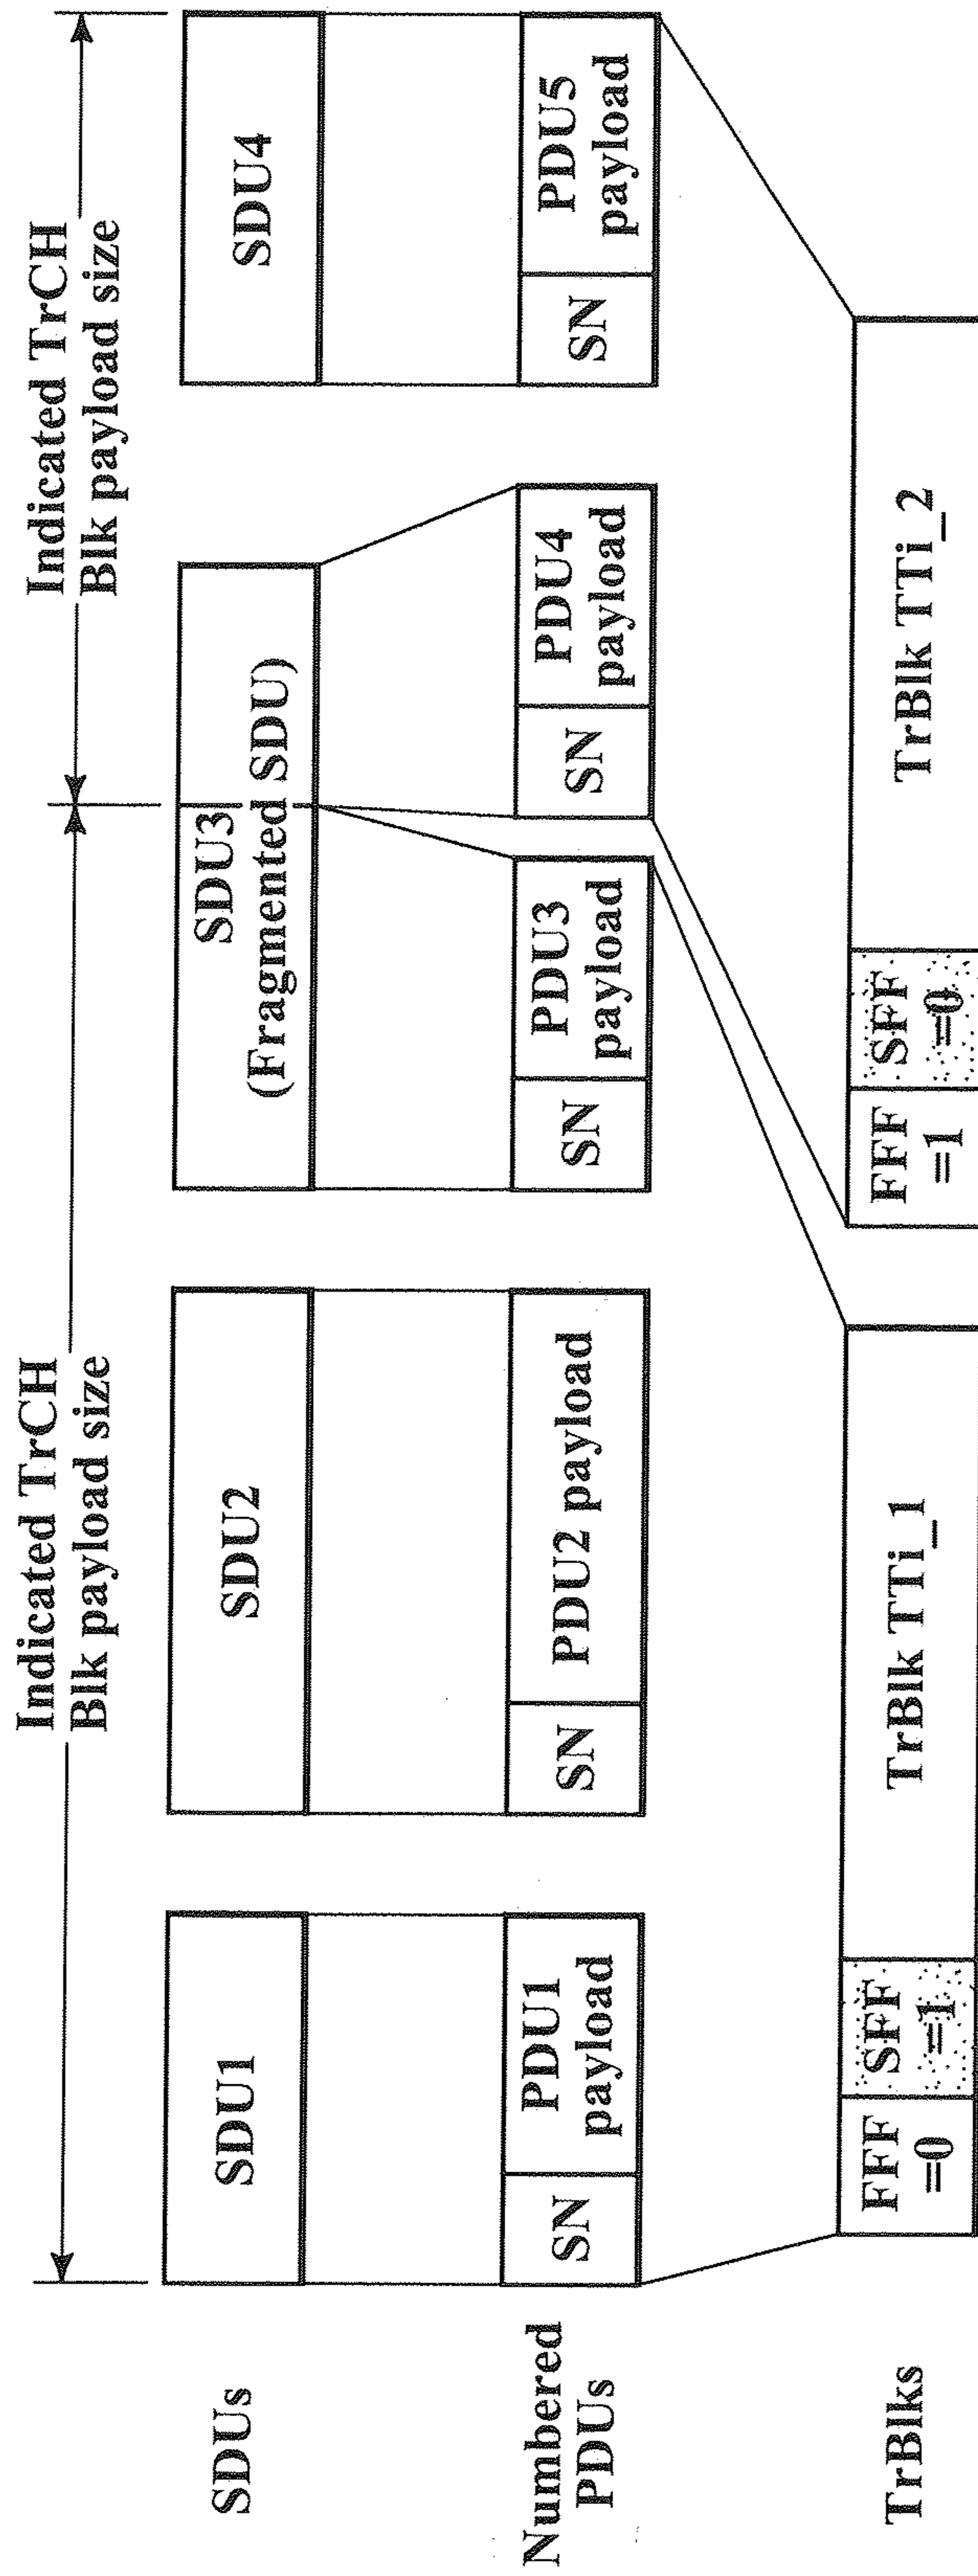 Indicated TrCH
Blk payload size
Indicated TrCH
Blk payload size
SDUs
SDU1
SDU2
SDU3
(Fragmented SDU)
SDU4
Numbered
PDUs
SN
PDU1
payload
SN
PDU2 payload
SN
PDU3
payload
SN
PDU4
payload
SN
PDU5
payload
TrBlks
FFF
=0
SFF
=1
TrBlk TTi_1
FFF
=1
SFF
=0
TrBlk TTi_2